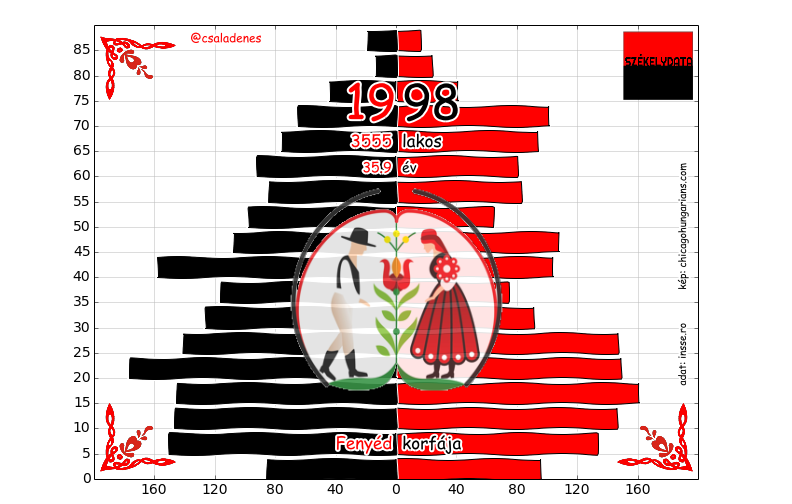 @csaladenes
SZÉKELYDATA
1998
3555 lakos
35.9 év
kép: chicagohungarians.com
adat: insse.ro
Fenyéd korfája
85
80
75
70
65
60
55
50
45
40
35
30
25
20
15
10
5
0
160 120 80 40 0 40 80 120 160